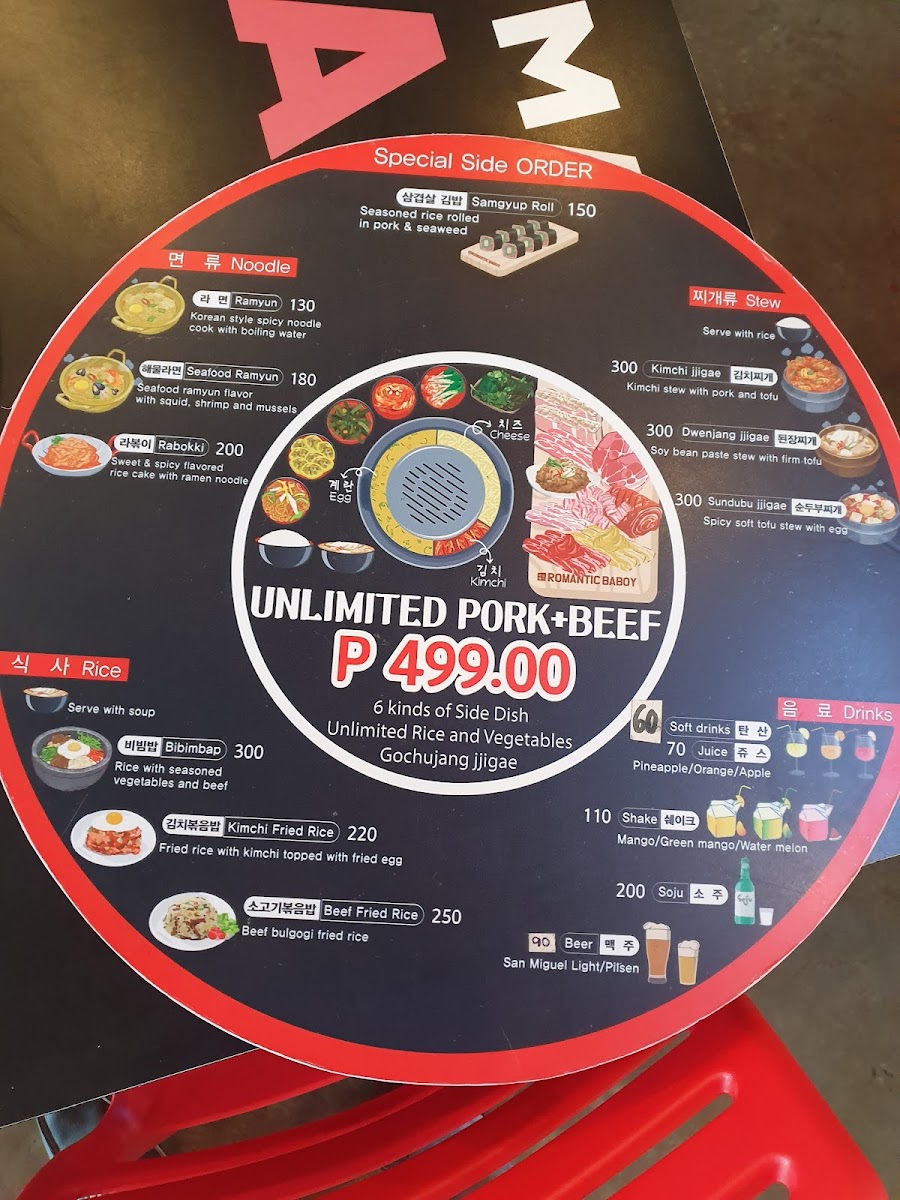 M
A
Special Side ORDER
삼겹살 김밥 Samgyup Roll 150
Seasoned rice rolled
in pork & seaweed
면 류 Noodle
라 면 Ramyun 130
Korean style spicy noodle
cook with boiling water
해물라면 Seafood Ramyun 180
Seafood ramyun flavor
with squid, shrimp and mussels
라볶이 Rabokki 200
Sweet & spicy flavored
rice cake with ramen noodle
찌개류 Stew
Serve with rice
300 Kimchi jjigae 김치찌개
Kimchi stew with pork and tofu
300 Dwenjang jjigae 된장찌개
Soy bean paste stew with firm tofu
300 Sundubu jjigae 순두부찌개
Spicy soft tofu stew with egg
치즈
Cheese
계란
Egg
김치
Kimchi
ROMANTIC BABOY
UNLIMITED PORK+BEEF
P 499.00
6 kinds of Side Dish
Unlimited Rice and Vegetables
Gochujang jjigae
식 사 Rice
Serve with soup
비빔밥 Bibimbap 300
Rice with seasoned
vegetables and beef
김치볶음밥 Kimchi Fried Rice 220
Fried rice with kimchi topped with fried egg
소고기볶음밥 Beef Fried Rice 250
Beef bulgogi fried rice
음 료 Drinks
60 Soft drinks 탄 산
70 Juice 쥬 스
Pineapple/Orange/Apple
110 Shake 쉐이크
Mango/Green mango/Water melon
200 Soju 소 주
Soju
90 Beer 맥 주
San Miguel Light/Pilsen